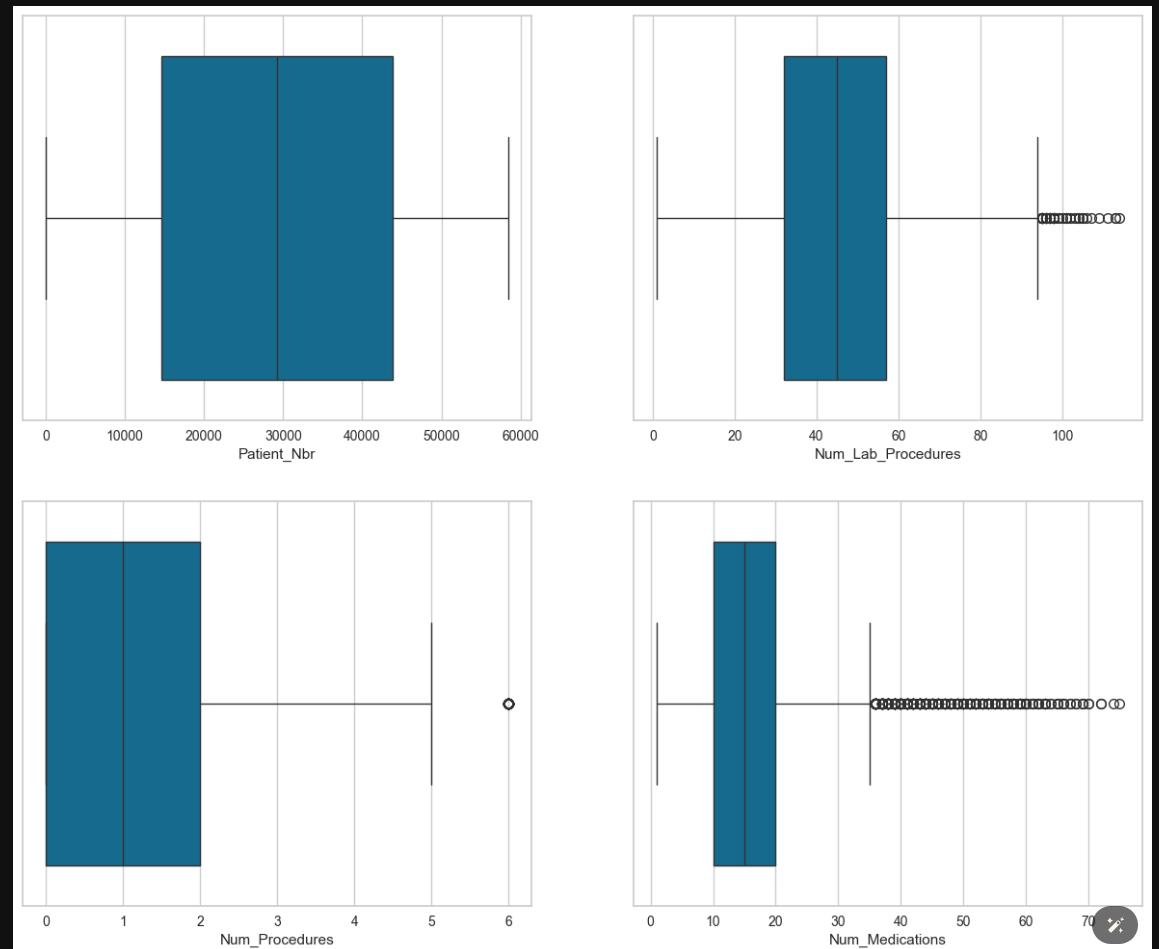 0 10000 20000 30000 40000 50000 60000
Patient_Nbr
0 20 40 60 80 100
Num_Lab_Procedures
0 1 2 3 4 5 6
Num_Procedures
0 10 20 30 40 50 60 70
Num_Medications